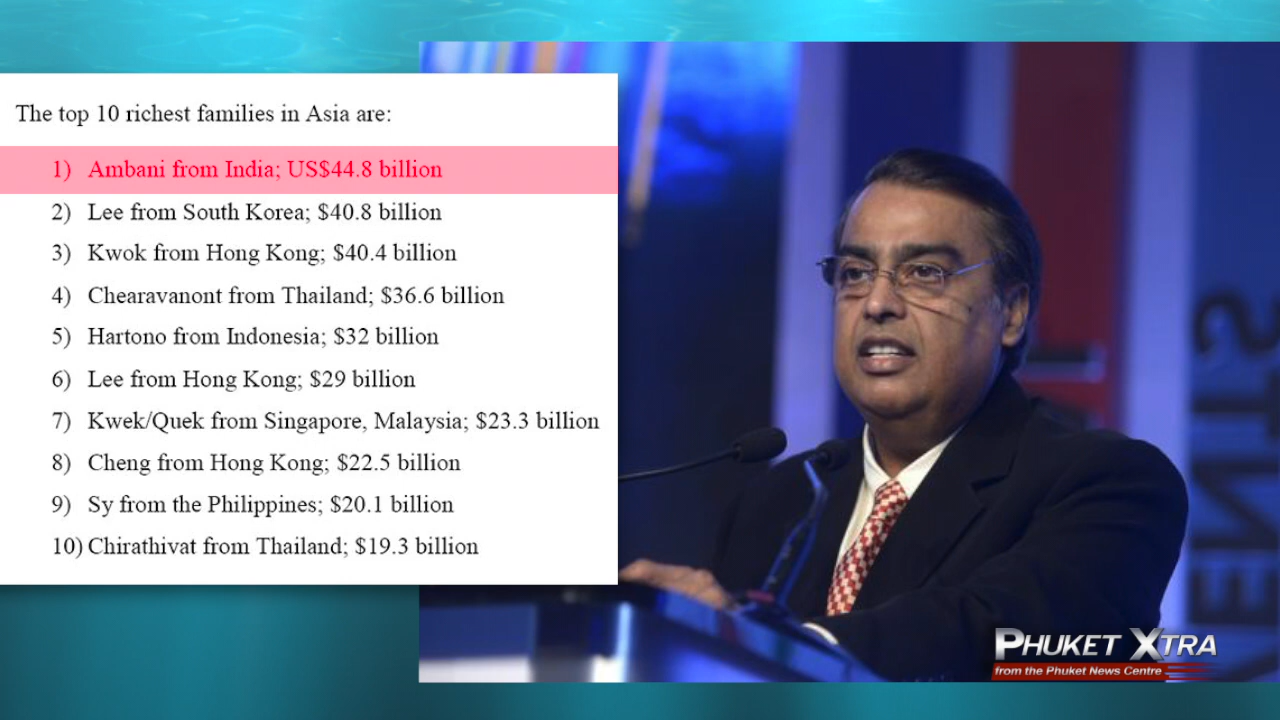 The top 10 richest families in Asia are:
1) Ambani from India; US$44.8 billion
2) Lee from South Korea; $40.8 billion
3) Kwok from Hong Kong; $40.4 billion
4) Chearavanont from Thailand; $36.6 billion
5) Hartono from Indonesia; $32 billion
6) Lee from Hong Kong; $29 billion
7) Kwek/Quek from Singapore, Malaysia; $23.3 billion
8) Cheng from Hong Kong; $22.5 billion
9) Sy from the Philippines; $20.1 billion
10) Chirathivat from Thailand; $19.3 billion
PHUKET XTRA
from the Phuket News Centre